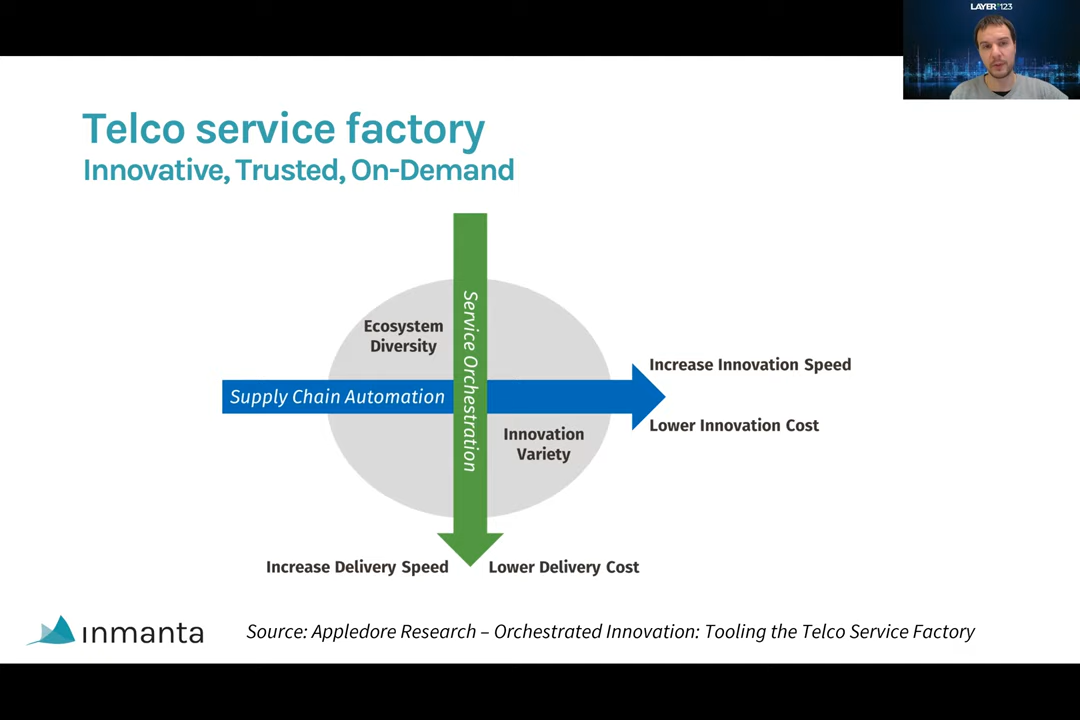 LAYER123
Telco service factory
Innovative, Trusted, On-Demand
Service Orchestration
Ecosystem
Diversity
Increase Innovation Speed
Supply Chain Automation
Lower Innovation Cost
Innovation
Variety
Increase Delivery Speed
Lower Delivery Cost
inmanta
Source: Appledore Research – Orchestrated Innovation: Tooling the Telco Service Factory